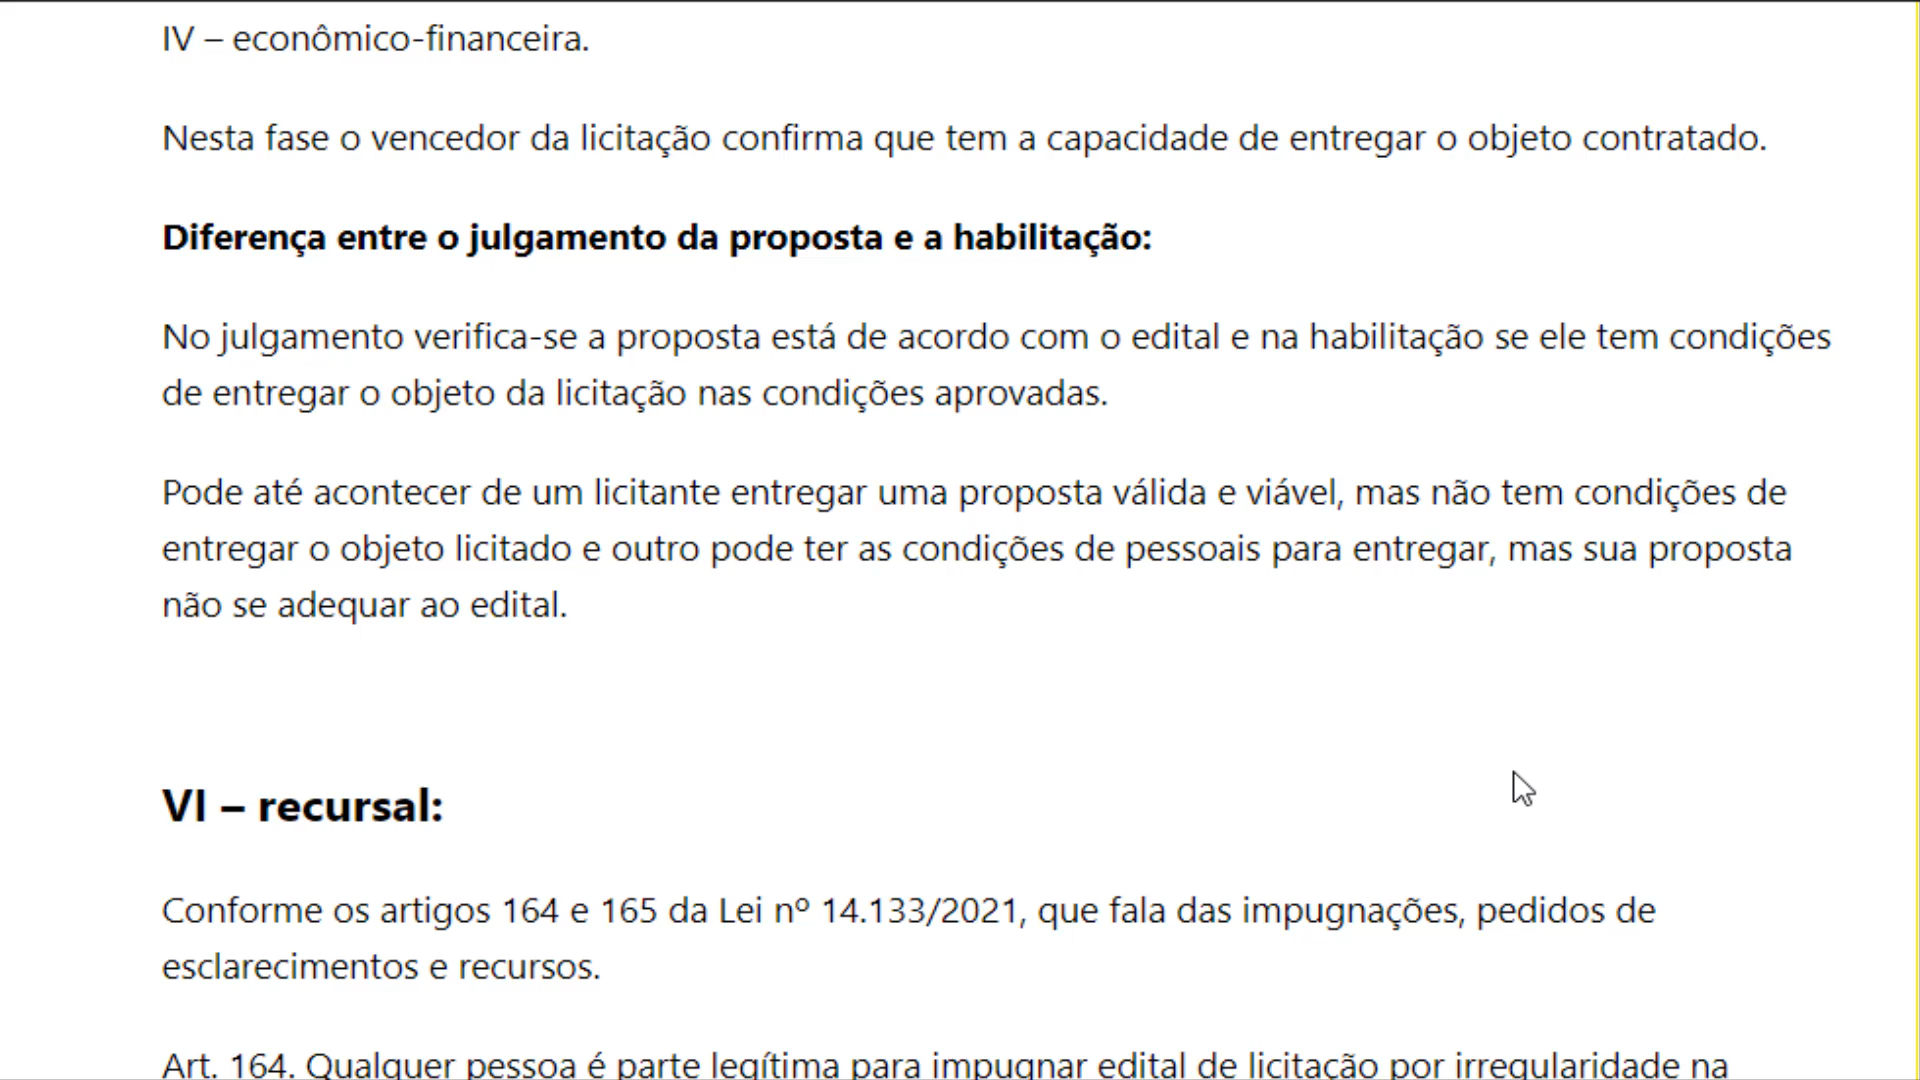 IV – econômico-financeira.
Nesta fase o vencedor da licitação confirma que tem a capacidade de entregar o objeto contratado.
Diferença entre o julgamento da proposta e a habilitação:
No julgamento verifica-se a proposta está de acordo com o edital e na habilitação se ele tem condições
de entregar o objeto da licitação nas condições aprovadas.
Pode até acontecer de um licitante entregar uma proposta válida e viável, mas não tem condições de
entregar o objeto licitado e outro pode ter as condições de pessoais para entregar, mas sua proposta
não se adequar ao edital.
VI – recursal:
Conforme os artigos 164 e 165 da Lei nº 14.133/2021, que fala das impugnações, pedidos de
esclarecimentos e recursos.
Art. 164. Qualquer pessoa é parte legítima para impugnar edital de licitação por irregularidade na